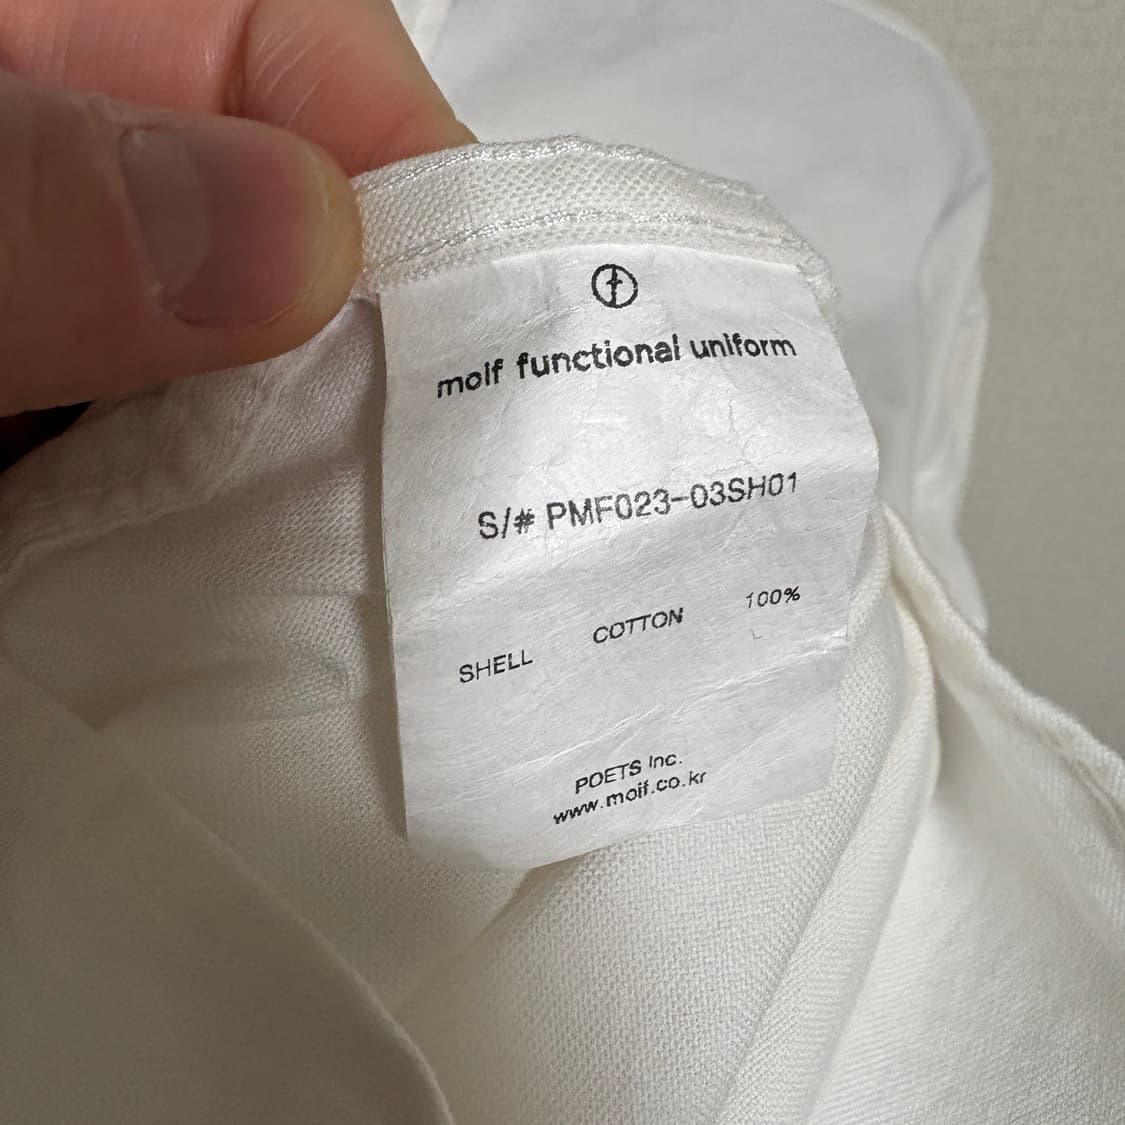 moif functional uniform
S/# PMF023-03SH01
SHELL COTTON 100%
POETS Inc.
www.moif.co.kr